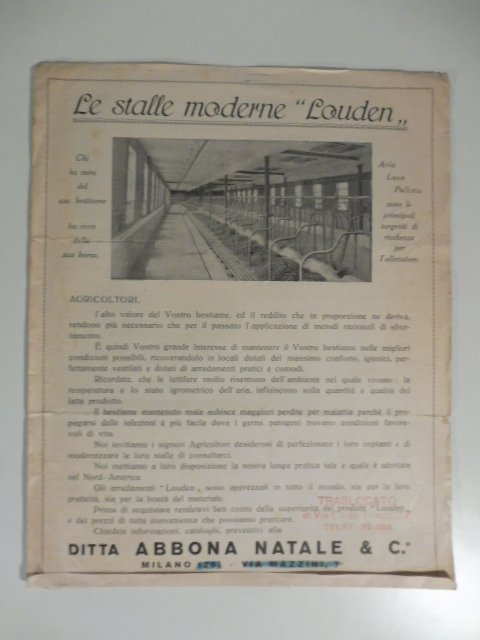 Le stalle moderne "Louden„
Chi
ha cura
del
suo bestiame
ha cura
della
sua borsa.
Aria
Luce
Pulizia
sono le
principali
sorgenti di
ricchezza
per
l'allevatore.
AGRICOLTORI,
l'alto valore del Vostro bestiame, ed il reddito che in proporzione ne deriva,
rendono più necessario che per il passato l'applicazione di metodi razionali di sfrut-
tamento.
È quindi Vostro grande interesse di mantenere il Vostro bestiame nelle migliori
condizioni possibili, ricoverandolo in locali dotati del massimo conforto, igienici, per-
fettamente ventilati e dotati di arredamenti pratici e comodi.
Ricordate, che le lattifere molto risentono dell'ambiente nel quale vivono: la
temperatura e lo stato igrometrico dell'aria, influiscono sulla quantità e qualità del
latte prodotto.
Il bestiame mantenuto male subisce maggiori perdite per malattia perchè il pro-
pagarsi delle infezioni è più facile dove i germi patogeni trovano condizioni favore-
voli di vita.
Noi invitiamo i signori Agricoltori desiderosi di perfezionare i loro impianti e di
modernizzare le loro stalle di consultarci.
Noi mettiamo a loro disposizione la nostra lunga pratica tale e quale è adottata
nel Nord-America.
Gli arredamenti "Louden„ sono apprezzati in tutto il mondo, sia per la loro
praticità, sia per la bontà del materiale.
Prima di acquistare rendetevi ben conto della superiorità dei prodotti "Louden„
e dei prezzi di tutta convenienza che possiamo praticare.
Chiedete informazioni, cataloghi, preventivi alla
TRASLOCATO
in Via
TELEF.
DITTA ABBONA NATALE & C.ª
MILANO (29) - VIA MAZZINI, 7